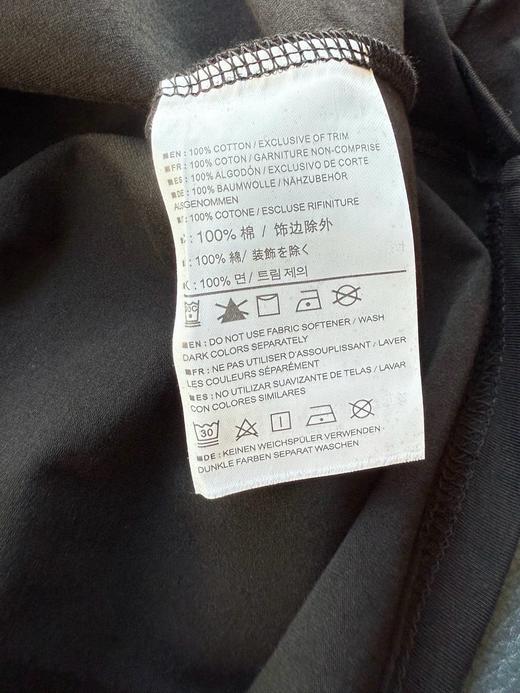 EN : 100% COTTON / EXCLUSIVE OF TRIM
FR : 100% COTON / GARNITURE NON-COMPRISE
ES : 100% ALGODÓN / EXCLUSIVO DE CORTE
DE : 100% BAUMWOLLE / NÄHZUBEHÖR
AUSGENOMMEN
: 100% COTONE / ESCLUSE RIFINITURE
: 100% 棉 / 饰边除外
: 100% 綿/ 装飾を除く
K : 100% 면 / 트림 제의
EN : DO NOT USE FABRIC SOFTENER / WASH
DARK COLORS SEPARATELY
FR : NE PAS UTILISER D'ASSOUPLISSANT / LAVER
LES COULEURS SÉPARÉMENT
ES : NO UTILIZAR SUAVIZANTE DE TELAS / LAVAR
CON COLORES SIMILARES
30
DE : KEINEN WEICHSPÜLER VERWENDEN ·
DUNKLE FARBEN SEPARAT WASCHEN